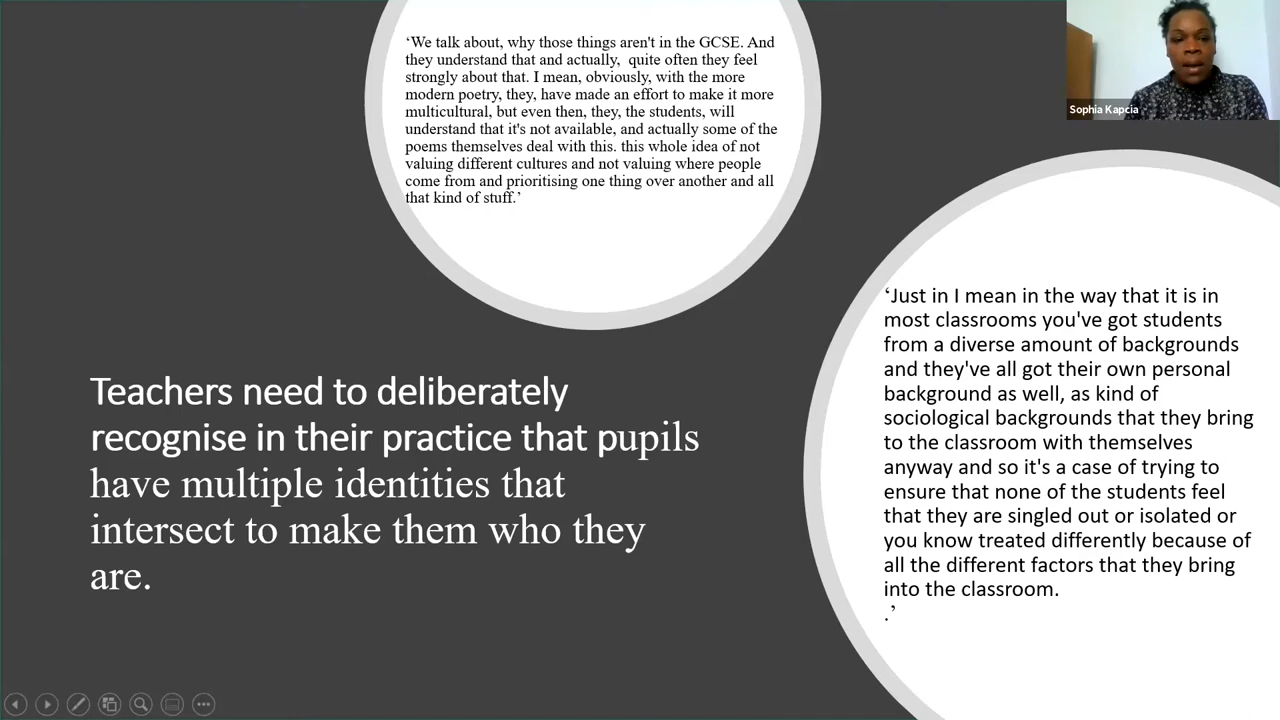 ‘We talk about, why those things aren't in the GCSE. And
they understand that and actually,  quite often they feel
strongly about that. I mean, obviously, with the more
modern poetry, they, have made an effort to make it more
multicultural, but even then, they, the students, will
understand that it's not available, and actually some of the
poems themselves deal with this. this whole idea of not
valuing different cultures and not valuing where people
come from and prioritising one thing over another and all
that kind of stuff.’
Sophia Kapcia
Teachers need to deliberately
recognise in their practice that pupils
have multiple identities that
intersect to make them who they
are.
‘Just in I mean in the way that it is in
most classrooms you've got students
from a diverse amount of backgrounds
and they've all got their own personal
background as well, as kind of
sociological backgrounds that they bring
to the classroom with themselves
anyway and so it's a case of trying to
ensure that none of the students feel
that they are singled out or isolated or
you know treated differently because of
all the different factors that they bring
into the classroom.
.’